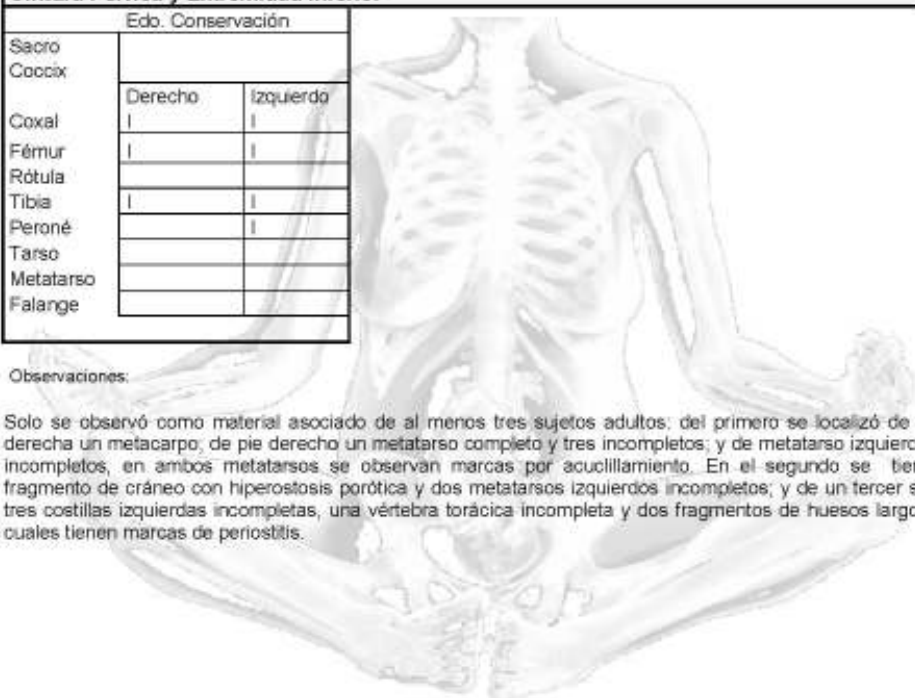 Edo. Conservación
Sacro
Coccix
Derecho Izquierdo
Coxal I I
Fémur I I
Rótula
Tibia I I
Peroné I
Tarso
Metatarso
Falange
Observaciones:
Solo se observó como material asociado de al menos tres sujetos adultos: del primero se localizó de
derecha un metacarpo; de pie derecho un metatarso completo y tres incompletos; y de metatarso izquierd
incompletos, en ambos metatarsos se observan marcas por acuclillamiento. En el segundo se tien
fragmento de cráneo con hiperostosis porótica y dos metatarsos izquierdos incompletos; y de un tercer s
tres costillas izquierdas incompletas, una vértebra torácica incompleta y dos fragmentos de huesos largo
cuales tienen marcas de periostitis.